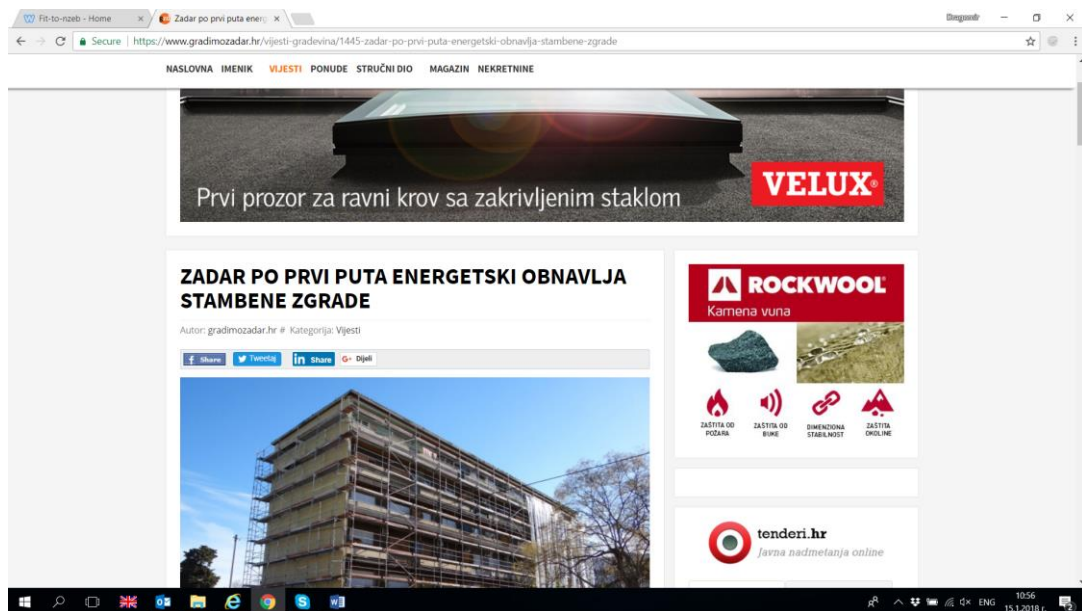 Fit-to-nzeb - Home
Zadar po prvi puta energ
Dragomir
Secure | https://www.gradimozadar.hr/vijesti-gradevina/1445-zadar-po-prvi-puta-energetski-obnavlja-stambene-zgrade
NASLOVNA IMENIK VIJESTI PONUDE STRUČNI DIO MAGAZIN NEKRETNINE
Prvi prozor za ravni krov sa zakrivljenim staklom
VELUX®
ZADAR PO PRVI PUTA ENERGETSKI OBNAVLJA
STAMBENE ZGRADE
Autor: gradimozadar.hr # Kategorija: Vijesti
f Share Tweetaj in Share G+ Dijeli
ROCKWOOL
Kamena vuna
ZAŠTITA OD
POŽARA
ZAŠTITA OD
BUKE
DIMENZIONA
STABILNOST
ZAŠTITA
OKOLINE
tenderi.hr
Javna nadmetanja online
ENG
10:56
15.1.2018 г.
2